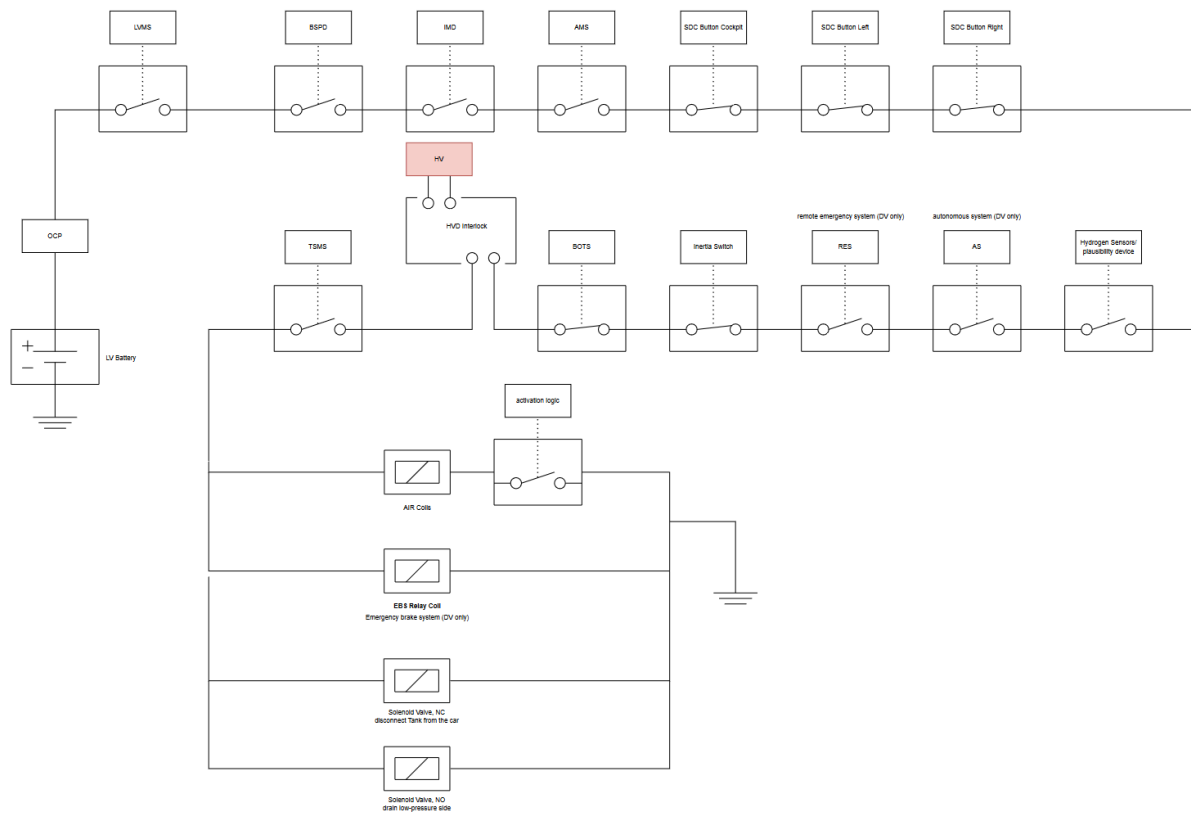 LVMS
BSPD
IMD
AMS
SDC Button Cockpit
SDC Button Left
SDC Button Right
HV
HVD Interlock
OCP
TSMS
BOTS
Inertia Switch
remote emergency system (DV only)
RES
autonomous system (DV only)
AS
Hydrogen Sensors/
plausibility device
+
−
LV Battery
activation logic
AIR Coils
EBS Relay Coil
Emergency brake system (DV only)
Solenoid Valve, NC
disconnect Tank from the car
Solenoid Valve, NO
drain low-pressure side